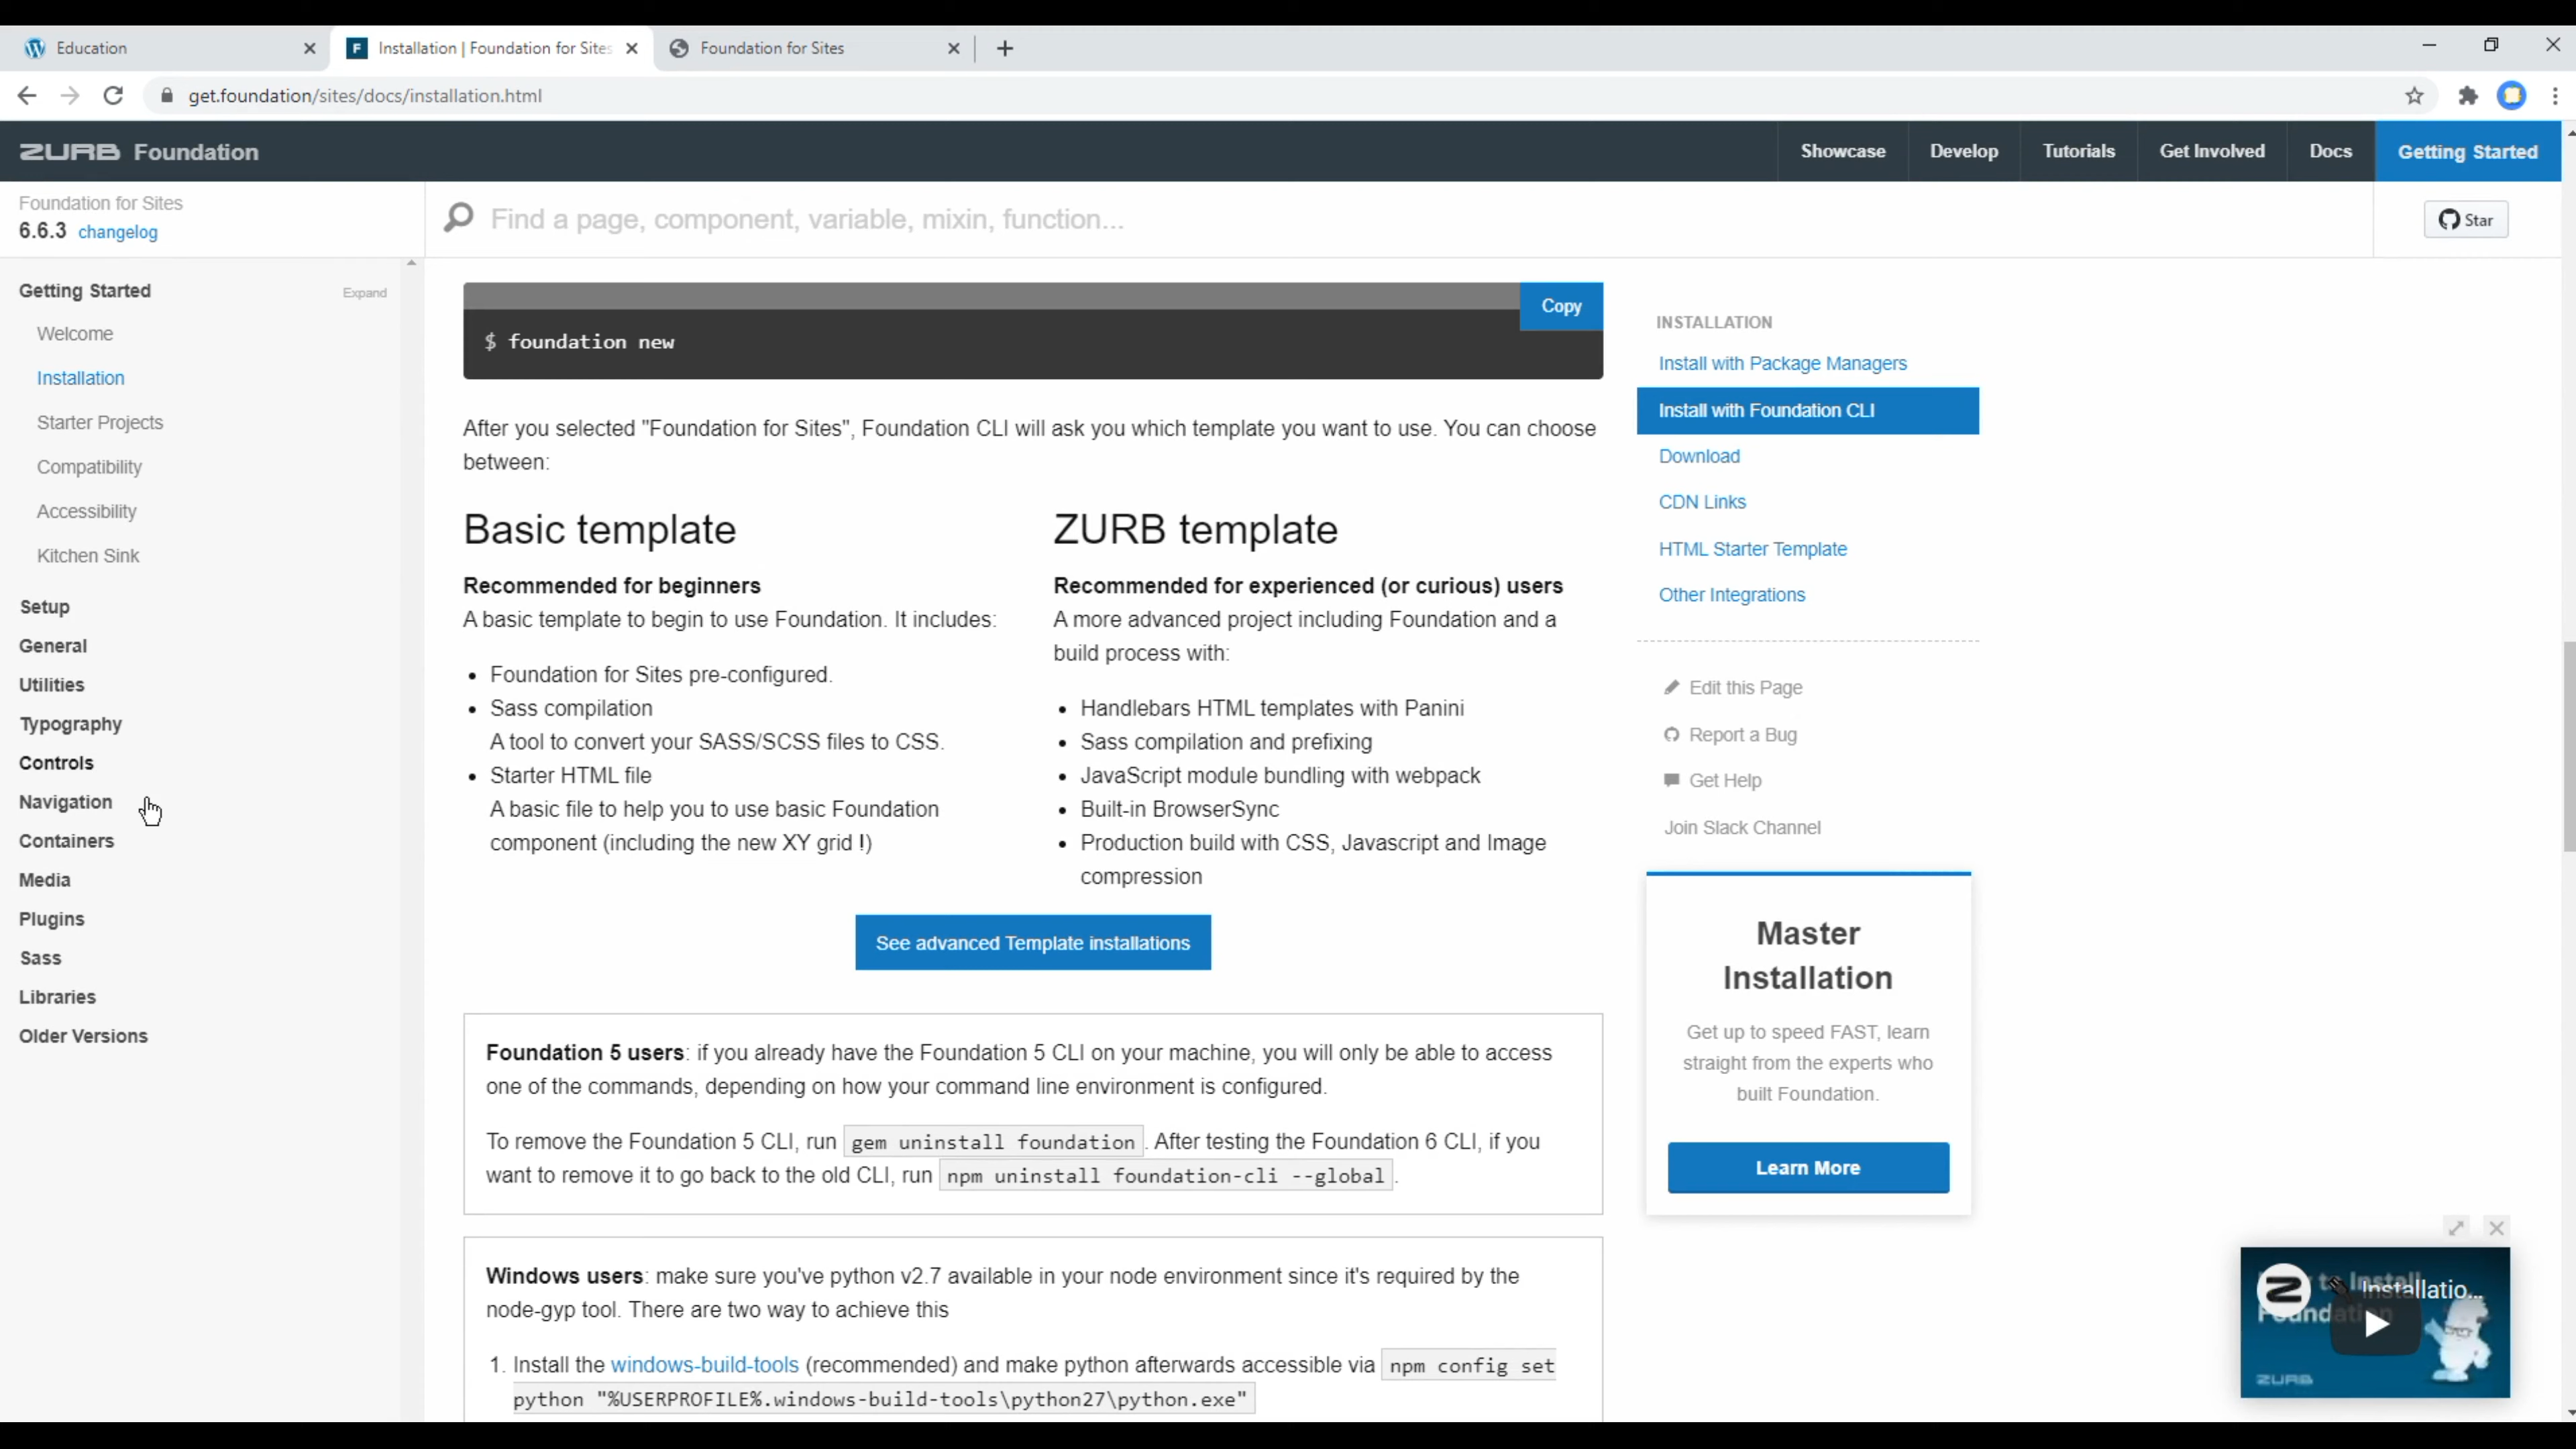 Education
Installation | Foundation for Sites
Foundation for Sites
get.foundation/sites/docs/installation.html
ZURB Foundation
Showcase
Develop
Tutorials
Get Involved
Docs
Getting Started
Foundation for Sites
6.6.3 changelog
Find a page, component, variable, mixin, function...
Star
Getting Started
Expand
Welcome
Installation
Starter Projects
Compatibility
Accessibility
Kitchen Sink
Setup
General
Utilities
Typography
Controls
Navigation
Containers
Media
Plugins
Sass
Libraries
Older Versions
Copy
$ foundation new
After you selected "Foundation for Sites", Foundation CLI will ask you which template you want to use. You can choose
between:
Basic template
Recommended for beginners
A basic template to begin to use Foundation. It includes:
• Foundation for Sites pre-configured.
• Sass compilation
A tool to convert your SASS/SCSS files to CSS.
• Starter HTML file
A basic file to help you to use basic Foundation
component (including the new XY grid !)
ZURB template
Recommended for experienced (or curious) users
A more advanced project including Foundation and a
build process with:
• Handlebars HTML templates with Panini
• Sass compilation and prefixing
• JavaScript module bundling with webpack
• Built-in BrowserSync
• Production build with CSS, Javascript and Image
compression
See advanced Template installations
Foundation 5 users: if you already have the Foundation 5 CLI on your machine, you will only be able to access
one of the commands, depending on how your command line environment is configured.
To remove the Foundation 5 CLI, run gem uninstall foundation. After testing the Foundation 6 CLI, if you
want to remove it to go back to the old CLI, run npm uninstall foundation-cli --global.
Windows users: make sure you've python v2.7 available in your node environment since it's required by the
node-gyp tool. There are two way to achieve this
1. Install the windows-build-tools (recommended) and make python afterwards accessible via npm config set
python "%USERPROFILE%.windows-build-tools\python27\python.exe"
INSTALLATION
Install with Package Managers
Install with Foundation CLI
Download
CDN Links
HTML Starter Template
Other Integrations
Edit this Page
Report a Bug
Get Help
Join Slack Channel
Master
Installation
Get up to speed FAST, learn
straight from the experts who
built Foundation.
Learn More
Installatio...
ZURB